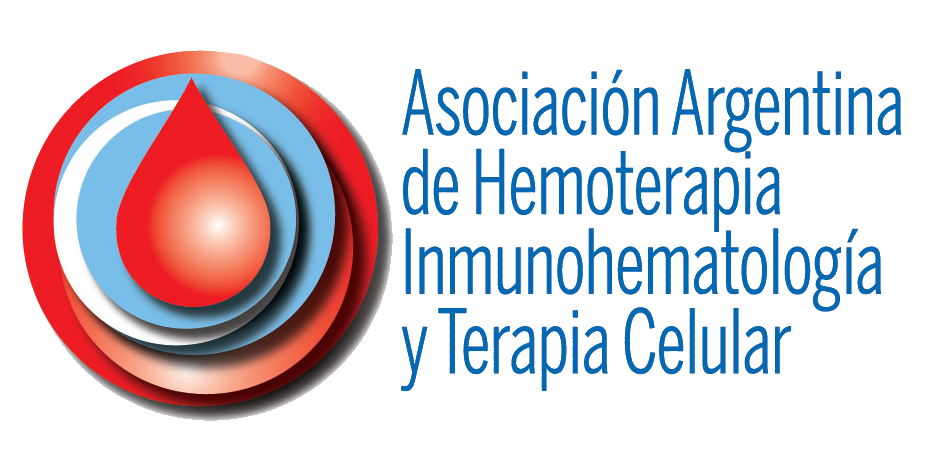 Asociación Argentina
de Hemoterapia
Inmunohematología
y Terapia Celular